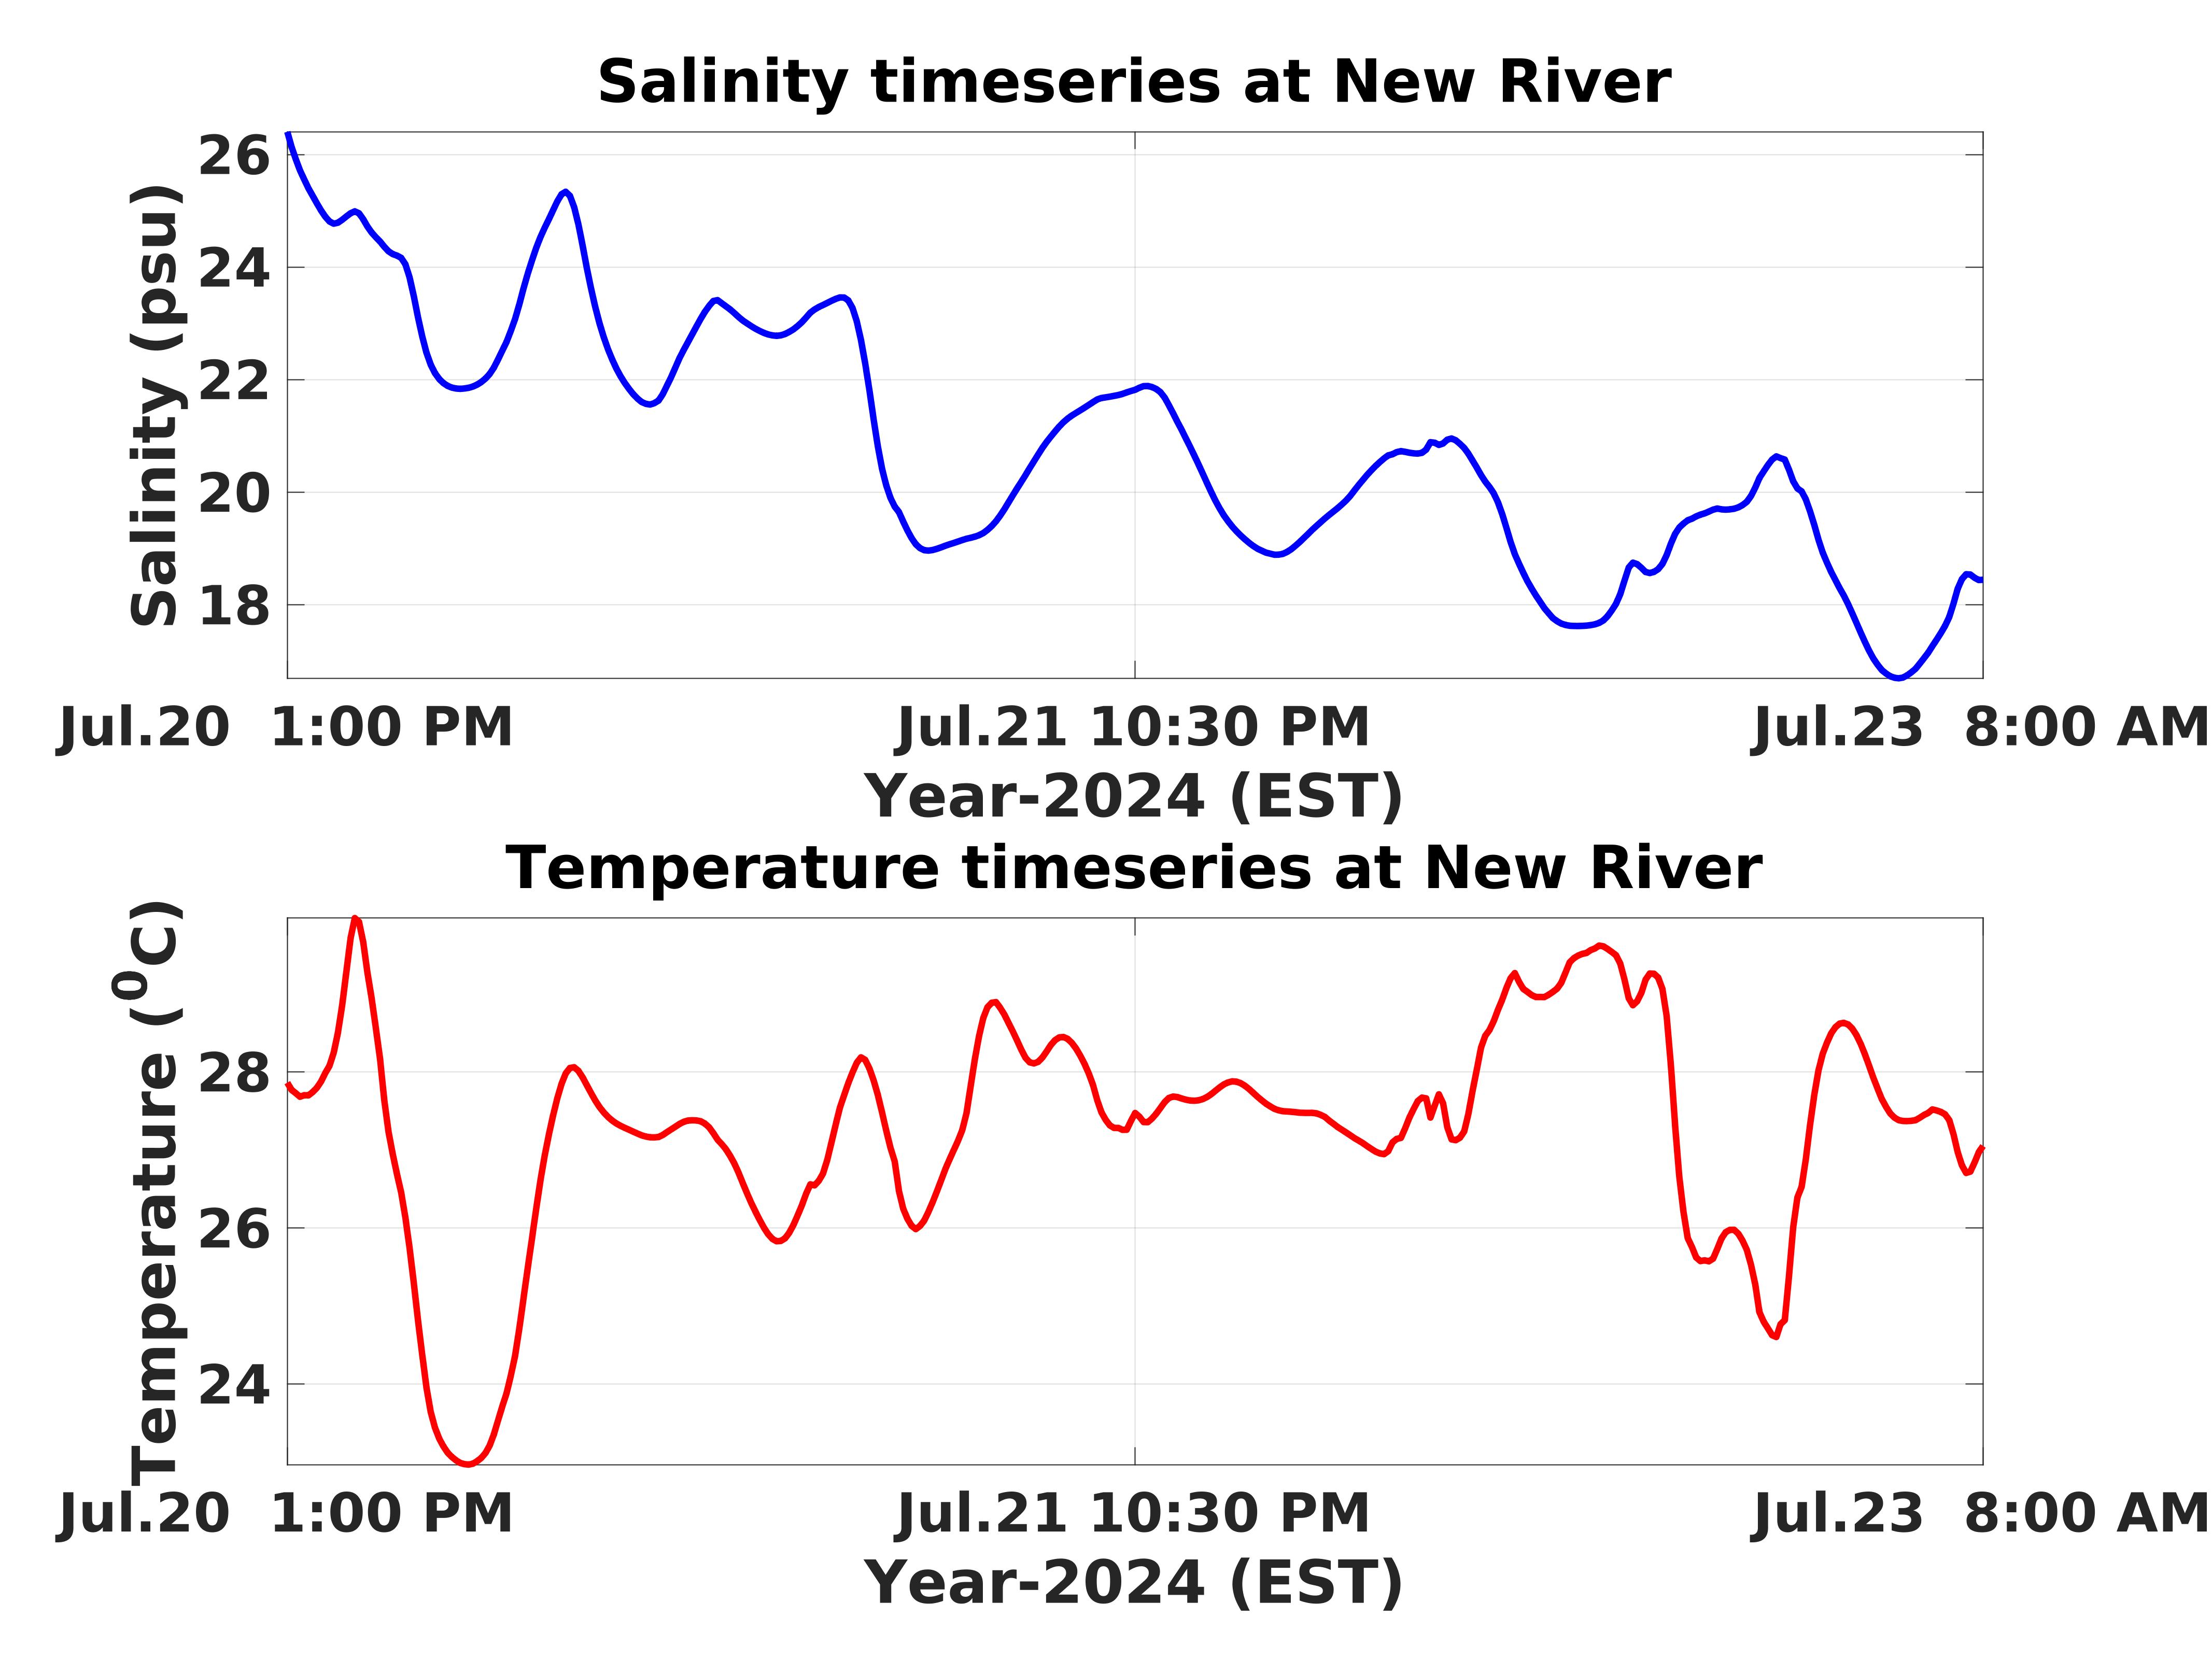 Salinity timeseries at New River
Salinity (psu)
26
24
22
20
18
Jul.20  1:00 PM
Jul.21 10:30 PM
Jul.23  8:00 AM
Year-2024 (EST)
Temperature timeseries at New River
Temperature (⁰C)
28
26
24
Jul.20  1:00 PM
Jul.21 10:30 PM
Jul.23  8:00 AM
Year-2024 (EST)